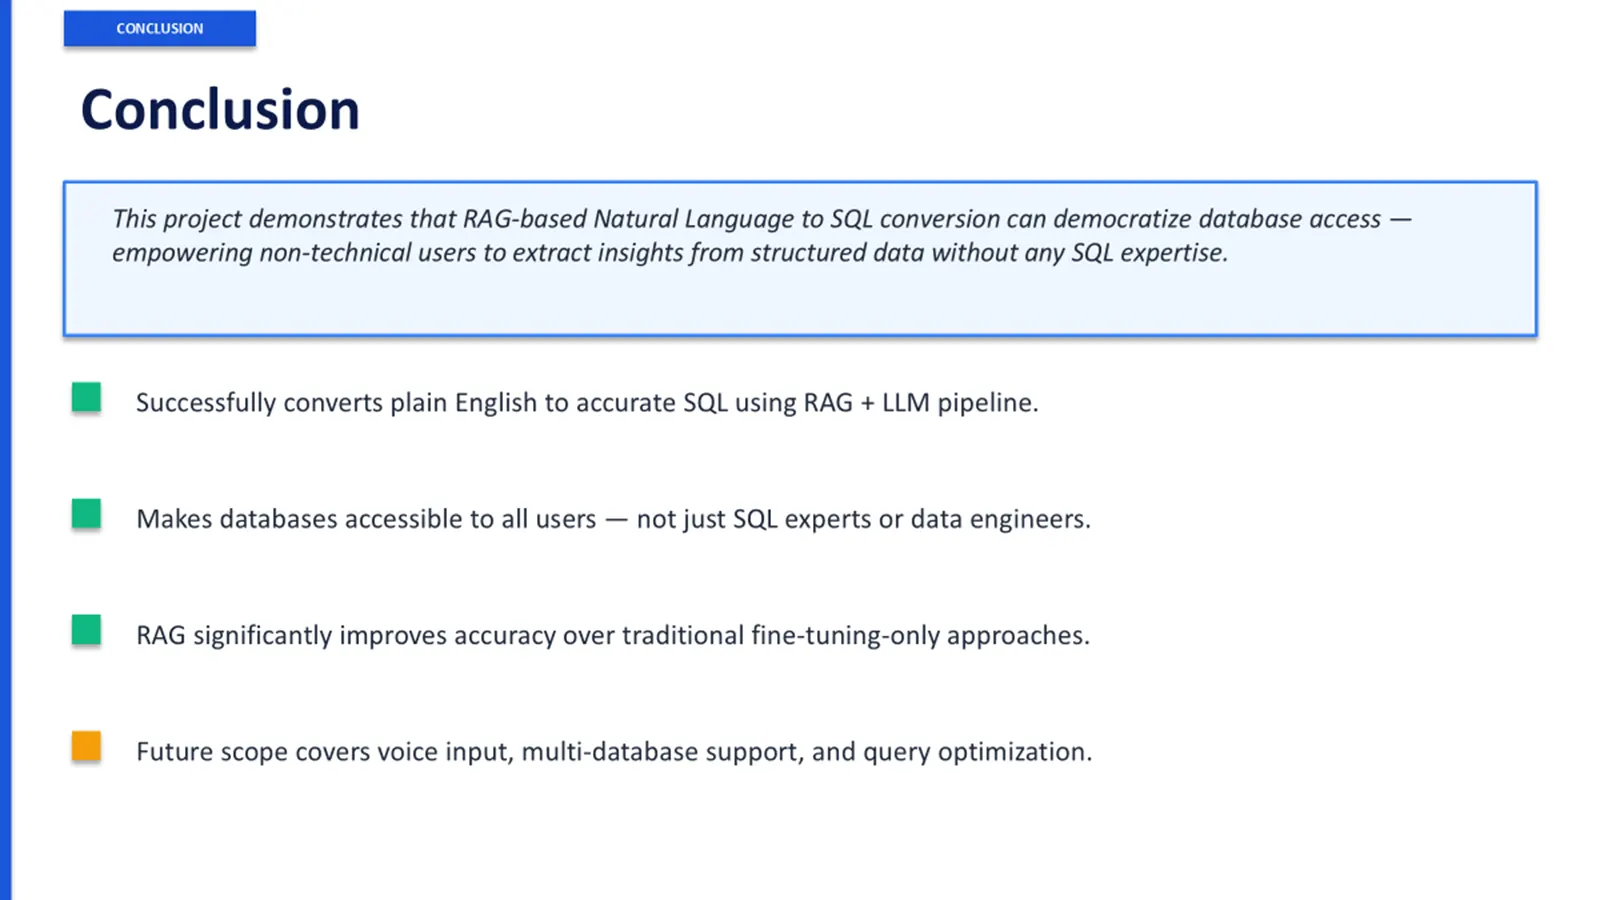 CONCLUSION
Conclusion
This project demonstrates that RAG-based Natural Language to SQL conversion can democratize database access —
empowering non-technical users to extract insights from structured data without any SQL expertise.
Successfully converts plain English to accurate SQL using RAG + LLM pipeline.
Makes databases accessible to all users — not just SQL experts or data engineers.
RAG significantly improves accuracy over traditional fine-tuning-only approaches.
Future scope covers voice input, multi-database support, and query optimization.